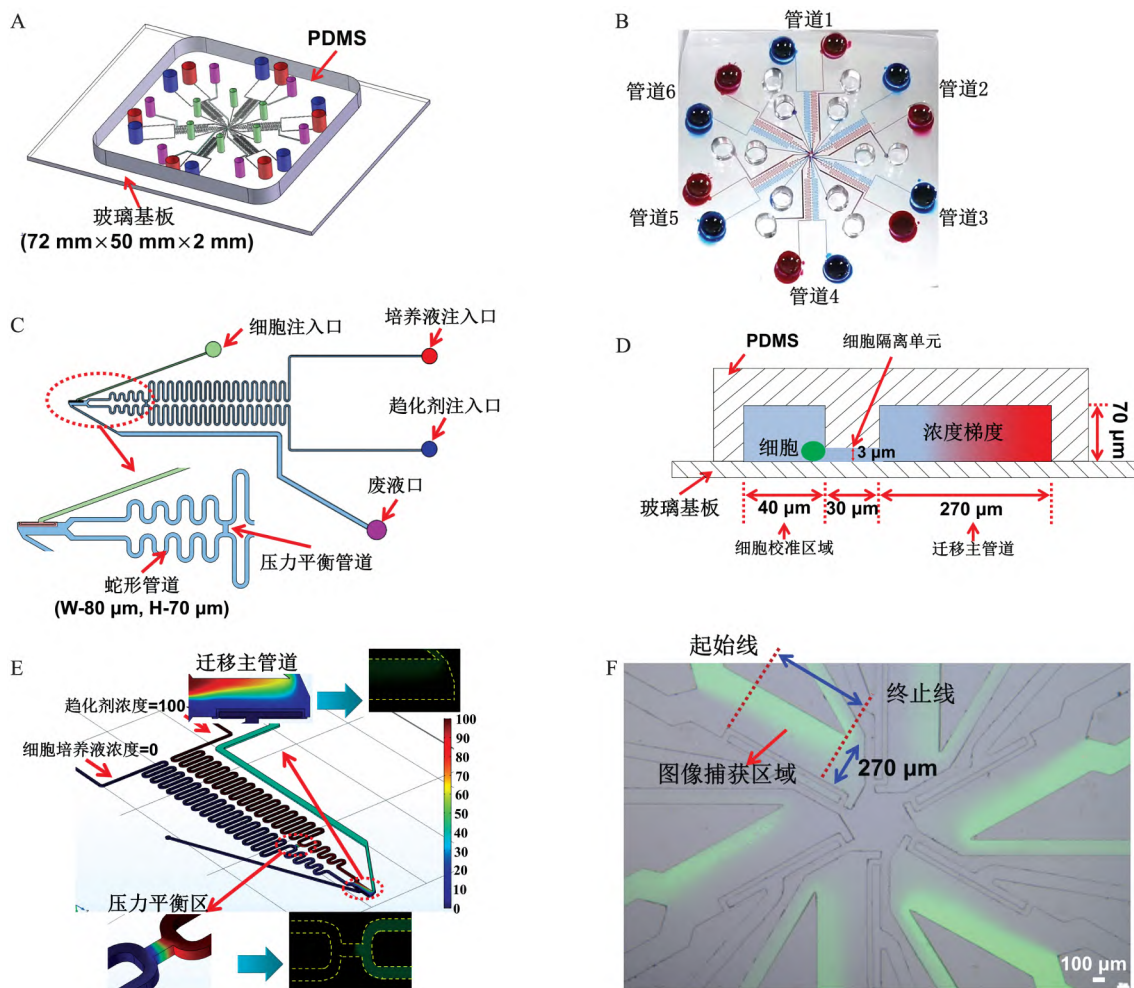 A
PDMS
玻璃基板
(72 mm×50 mm×2 mm)
B
管道1
管道2
管道6
管道5
管道3
管道4
C
细胞注入口
培养液注入口
趋化剂注入口
废液口
压力平衡管道
蛇形管道
(W-80 μm, H-70 μm)
D
PDMS
细胞隔离单元
细胞
3 μm
浓度梯度
70 μm
玻璃基板
40 μm
30 μm
270 μm
细胞校准区域
迁移主管道
E
迁移主管道
趋化剂浓度=100
细胞培养液浓度=0
100
90
80
70
60
50
40
30
20
10
0
压力平衡区
F
起始线
终止线
图像捕获区域
270 μm
100 μm